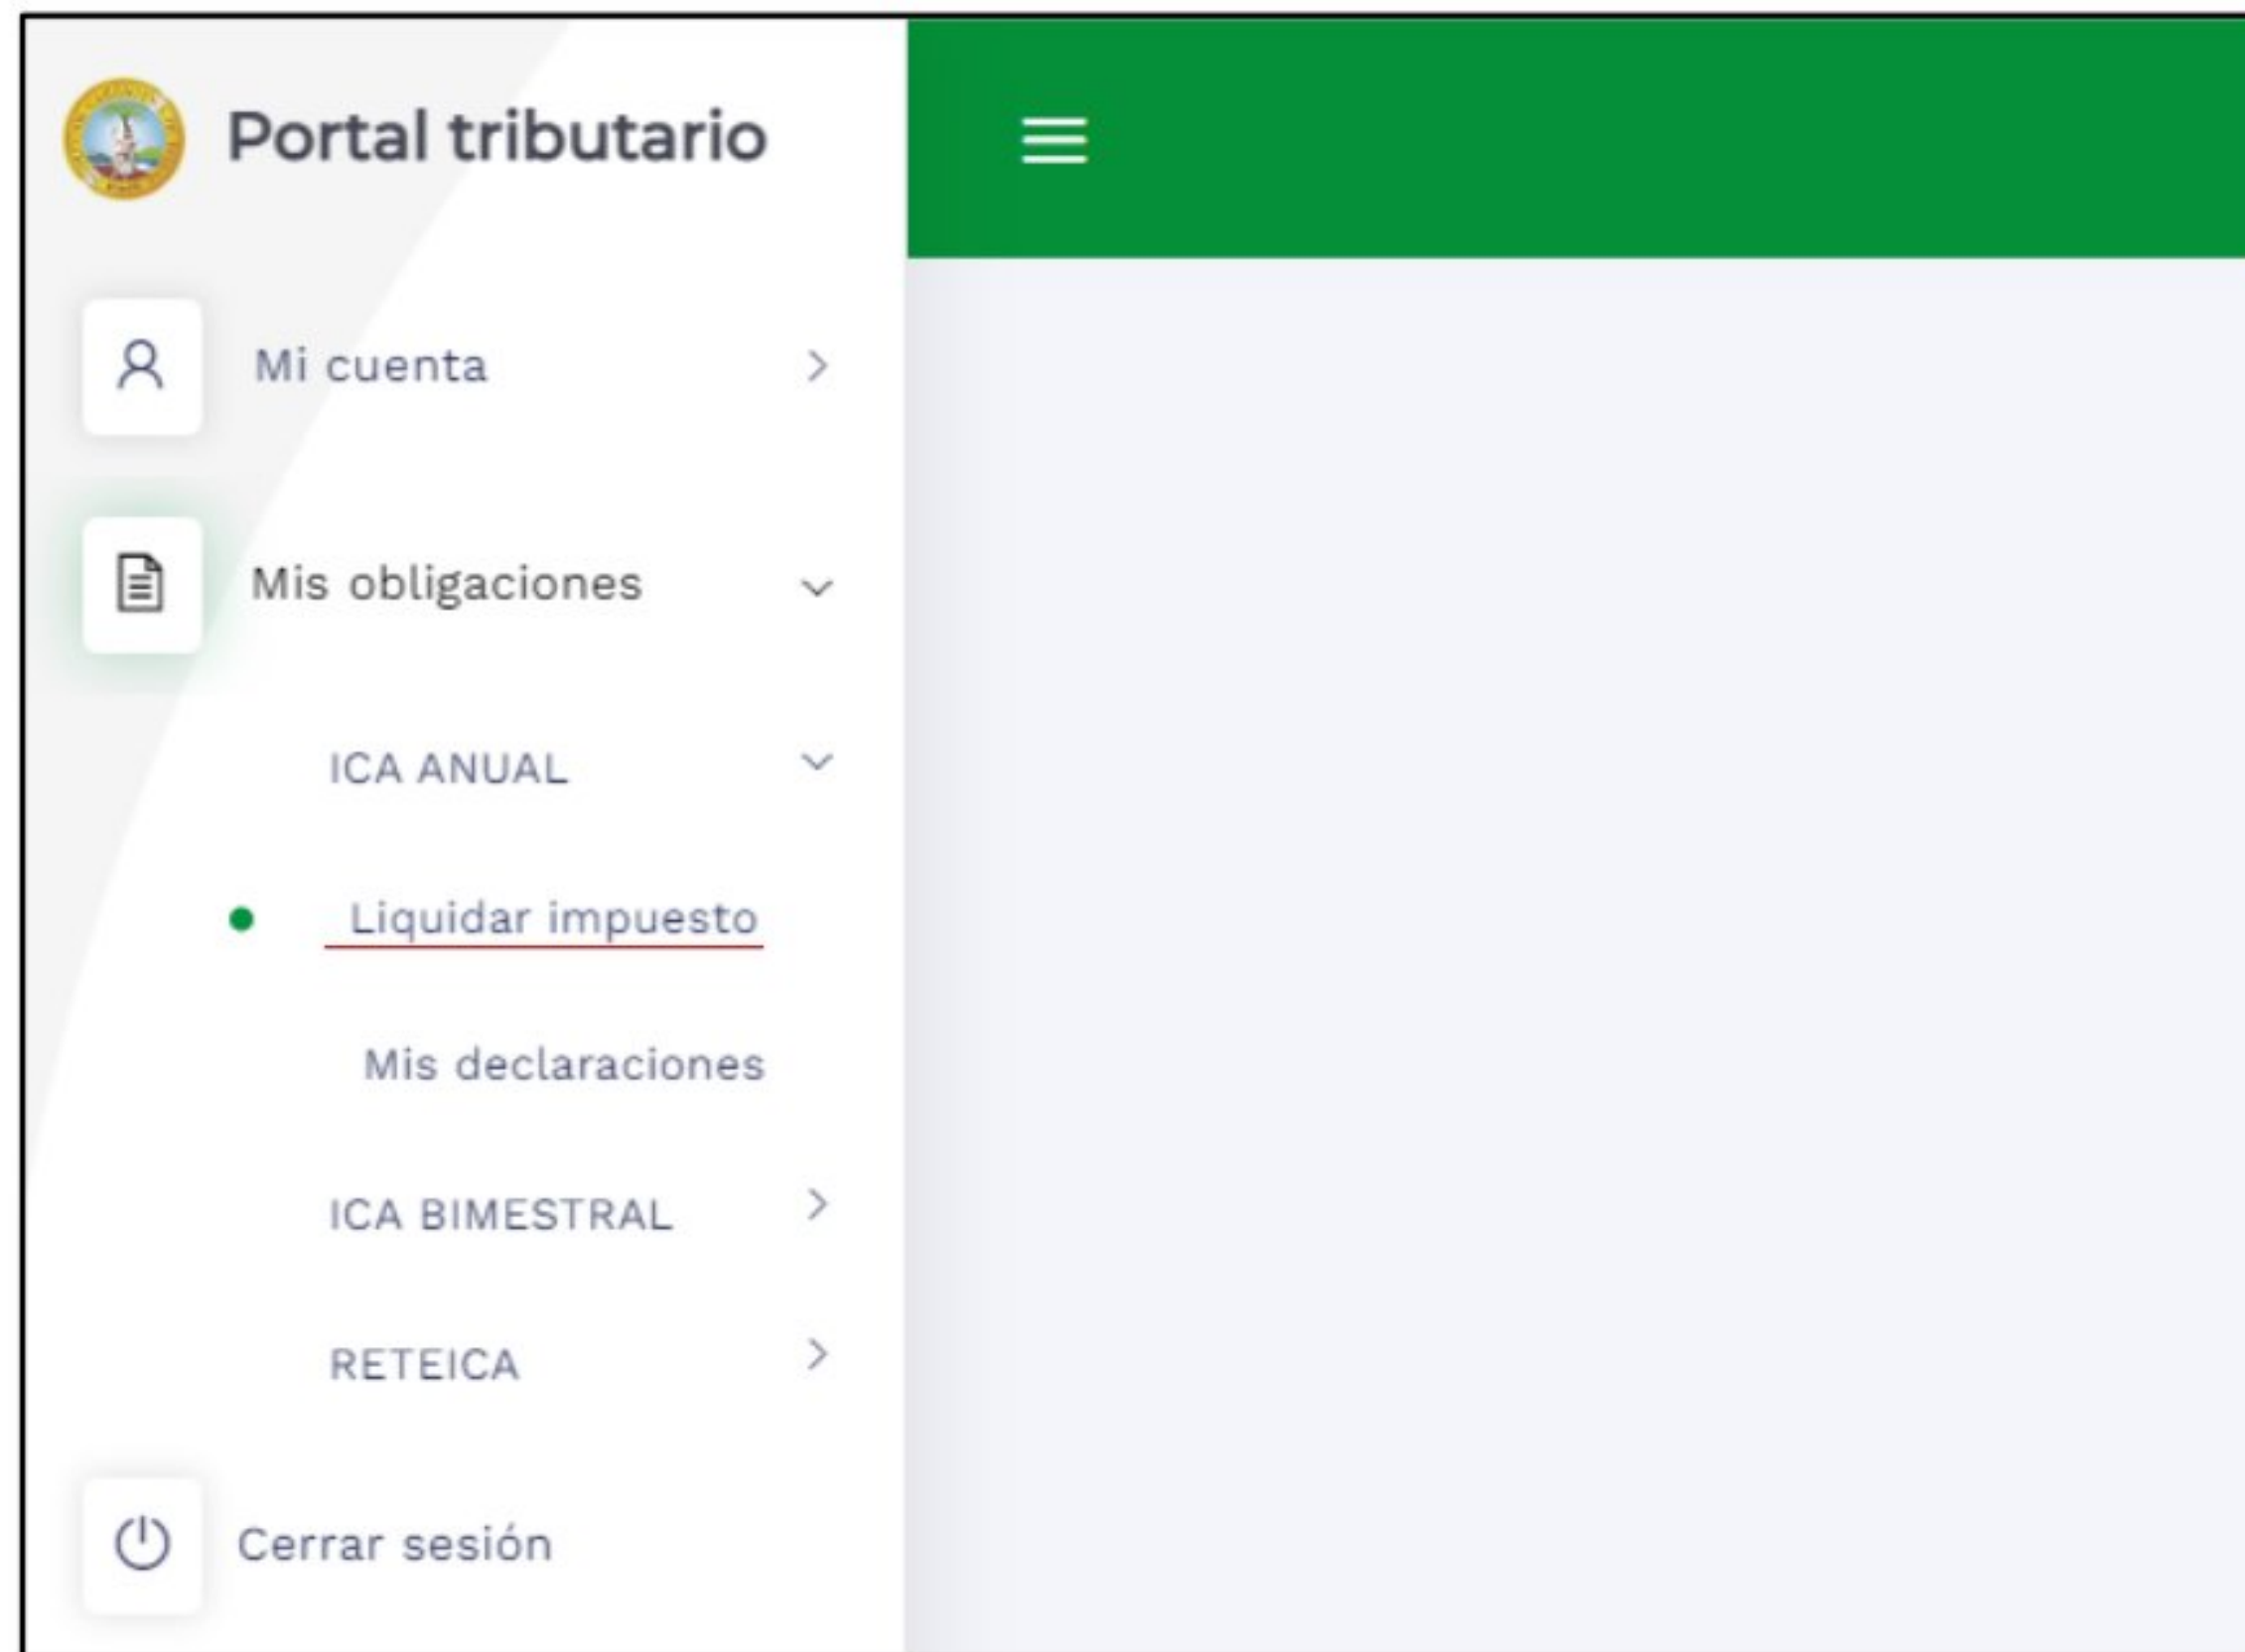 Portal tributario
Mi cuenta
Mis obligaciones
ICA ANUAL
Liquidar impuesto
Mis declaraciones
ICA BIMESTRAL
RETEICA
Cerrar sesión